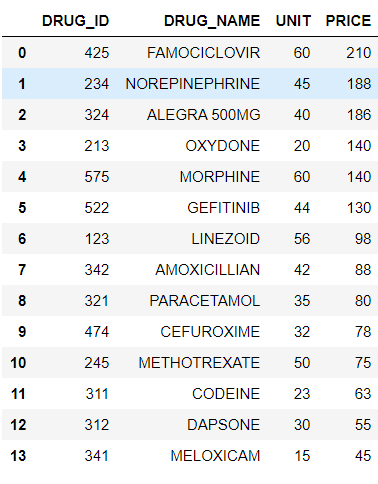 DRUG_ID DRUG_NAME UNIT PRICE
0 425 FAMOCICLOVIR 60 210
1 234 NOREPINEPHRINE 45 188
2 324 ALEGRA 500MG 40 186
3 213 OXYDONE 20 140
4 575 MORPHINE 60 140
5 522 GEFITINIB 44 130
6 123 LINEZOID 56 98
7 342 AMOXICILLIAN 42 88
8 321 PARACETAMOL 35 80
9 474 CEFUROXIME 32 78
10 245 METHOTREXATE 50 75
11 311 CODEINE 23 63
12 312 DAPSONE 30 55
13 341 MELOXICAM 15 45